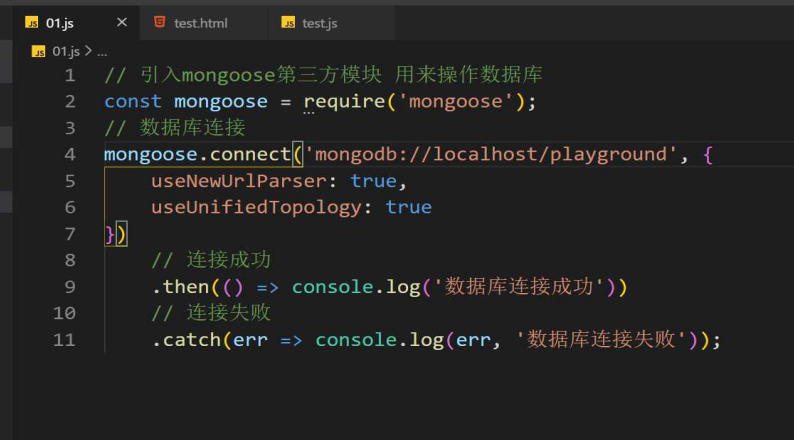 JS 01.js × 5 test.html JS test.js
JS 01.js > ...
1 // 引入mongoose第三方模块 用来操作数据库
2 const mongoose = require('mongoose');
3 // 数据库连接
4 mongoose.connect('mongodb://localhost/playground', {
5 useNewUrlParser: true,
6 useUnifiedTopology: true
7 })
8 // 连接成功
9 .then(() => console.log('数据库连接成功'))
10 // 连接失败
11 .catch(err => console.log(err, '数据库连接失败'));